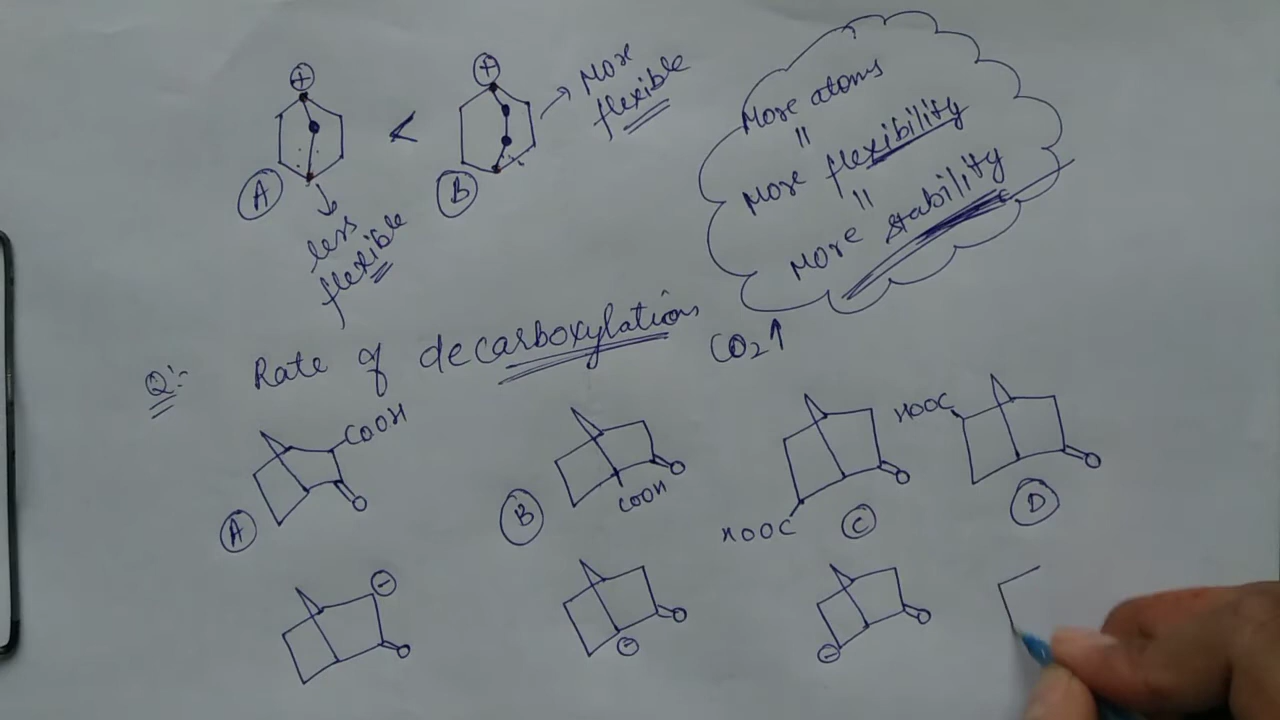 ⊕
<
⊕
More
flexible
A
B
less
flexible
More atoms
"
More flexibility
"
More stability
Q:- Rate of decarboxylation CO2↑
COOH
O
A
O
COOH
B
O
HOOC
C
HOOC
O
D
⊖
O
O
⊖
O
⊖